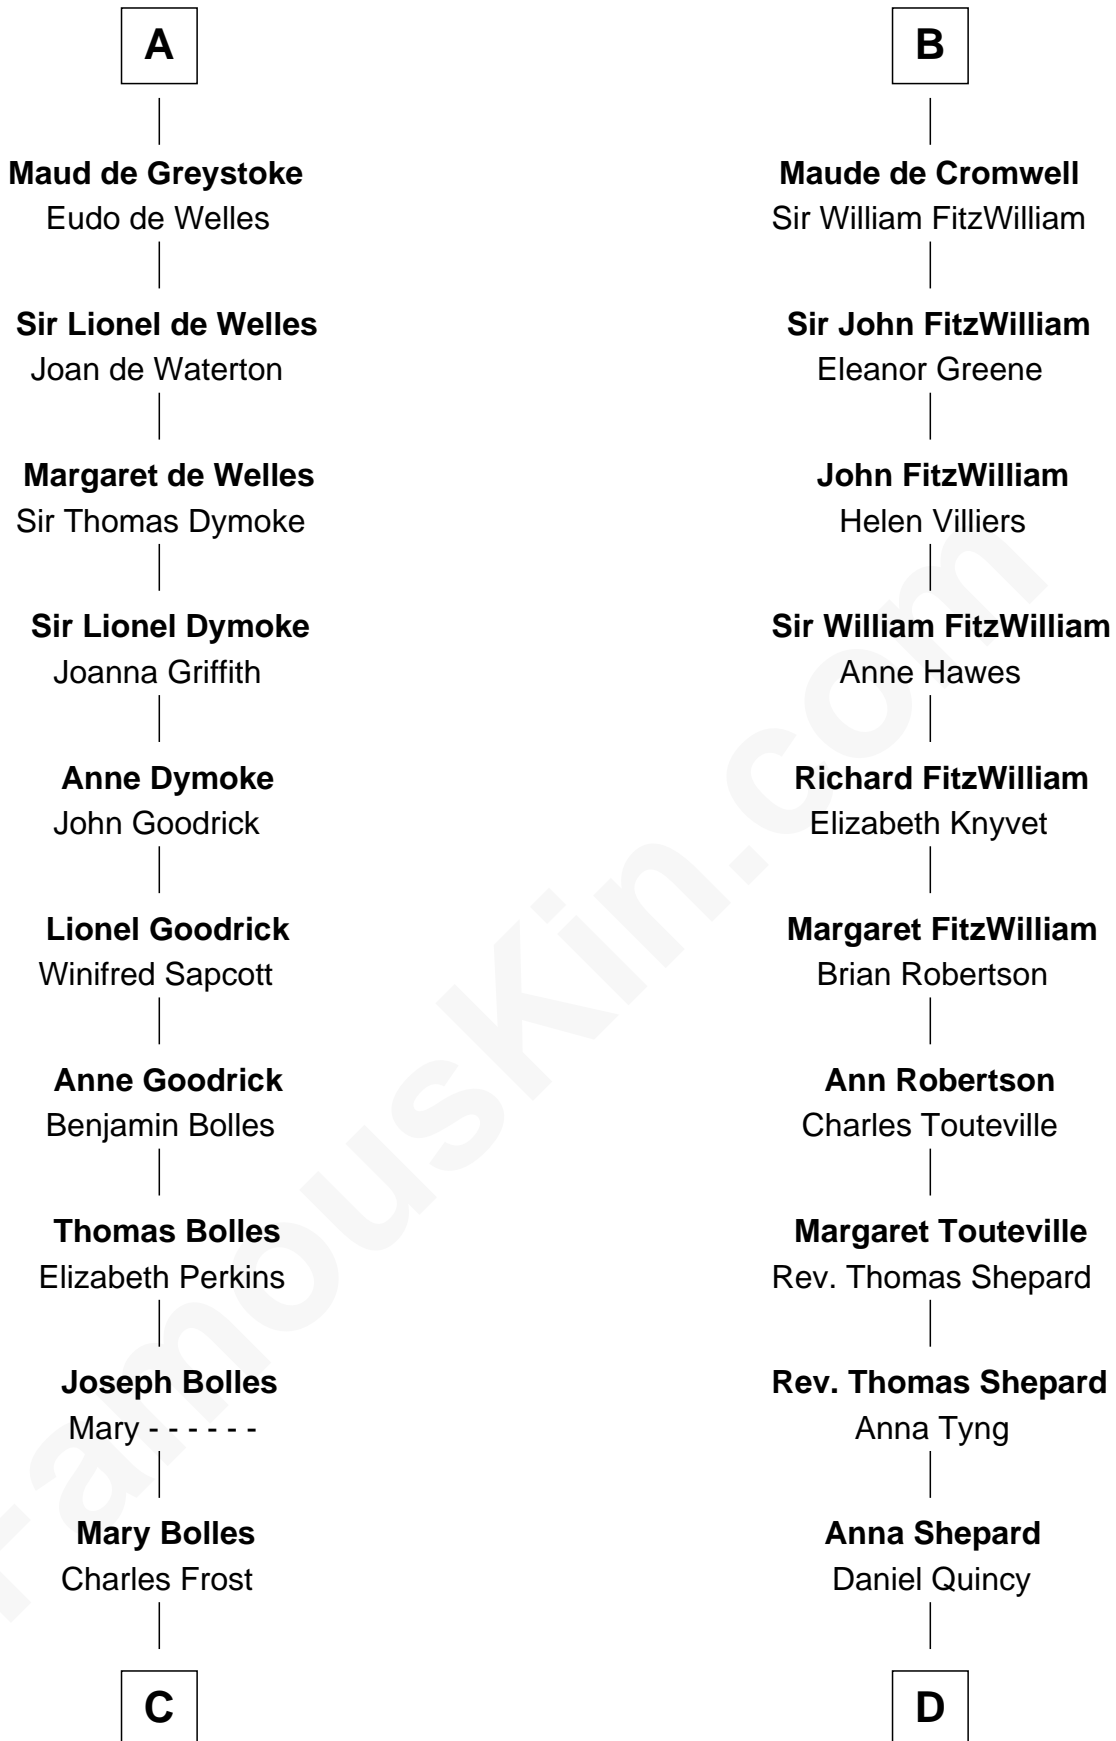 A
Maud de Greystoke
Eudo de Welles
Sir Lionel de Welles
Joan de Waterton
Margaret de Welles
Sir Thomas Dymoke
Sir Lionel Dymoke
Joanna Griffith
Anne Dymoke
John Goodrick
Lionel Goodrick
Winifred Sapcott
Anne Goodrick
Benjamin Bolles
Thomas Bolles
Elizabeth Perkins
Joseph Bolles
Mary - - - - - -
Mary Bolles
Charles Frost
C
B
Maude de Cromwell
Sir William FitzWilliam
Sir John FitzWilliam
Eleanor Greene
John FitzWilliam
Helen Villiers
Sir William FitzWilliam
Anne Hawes
Richard FitzWilliam
Elizabeth Knyvet
Margaret FitzWilliam
Brian Robertson
Ann Robertson
Charles Touteville
Margaret Touteville
Rev. Thomas Shepard
Rev. Thomas Shepard
Anna Tyng
Anna Shepard
Daniel Quincy
D
FamousKin.com